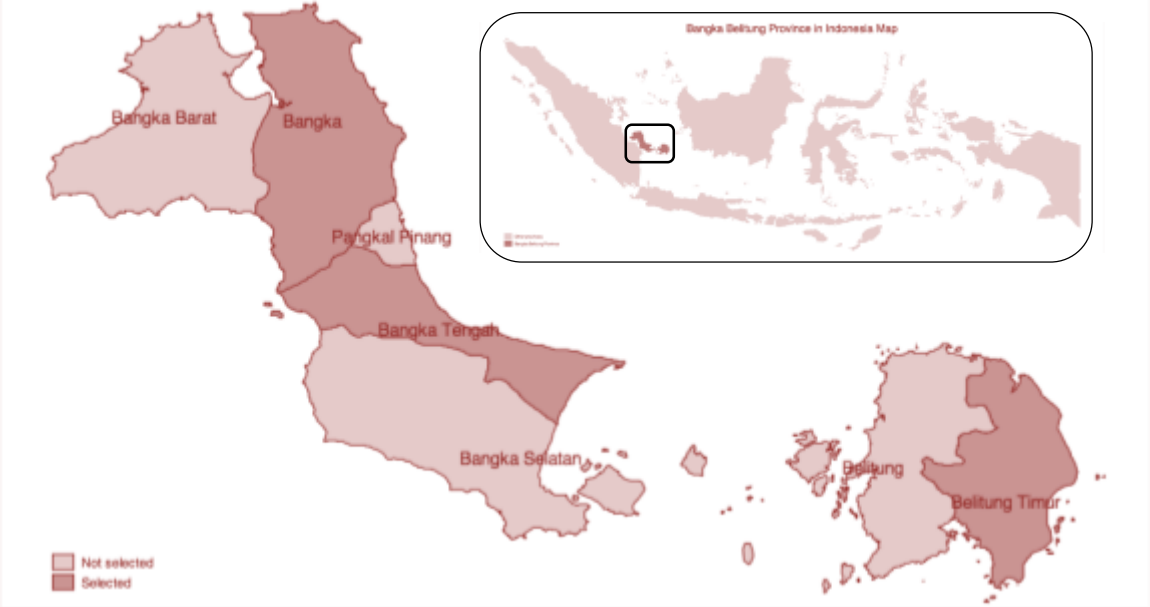 Bangka Belitung Province in Indonesia Map
Bangka Barat
Bangka
Pangkal Pinang
Bangka Tengah
Bangka Selatan
Belitung
Belitung Timur
Not selected
Selected